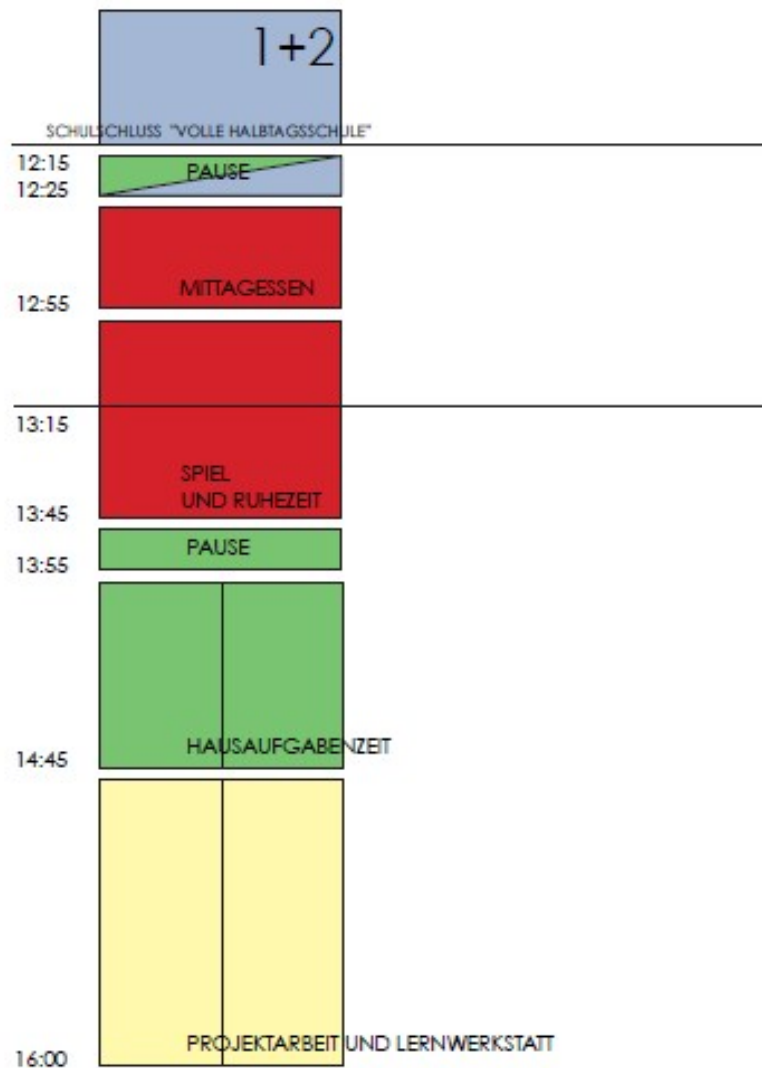 1+2
SCHULSCHLUSS "VOLLE HALBTAGSSCHULE"
12:15
PAUSE
12:25
MITTAGESSEN
12:55
13:15
SPIEL
UND RUHEZEIT
13:45
PAUSE
13:55
HAUSAUFGABENZEIT
14:45
PROJEKTARBEIT UND LERNWERKSTATT
16:00